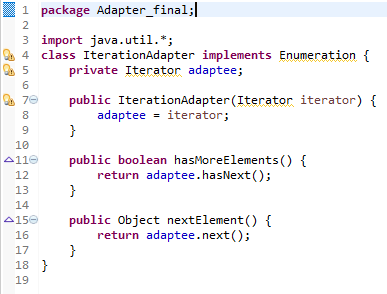 1 package Adapter_final;
2
3 import java.util.*;
4 class IterationAdapter implements Enumeration {
5     private Iterator adaptee;
6
7     public IterationAdapter(Iterator iterator) {
8         adaptee = iterator;
9     }
10
11     public boolean hasMoreElements() {
12         return adaptee.hasNext();
13     }
14
15     public Object nextElement() {
16         return adaptee.next();
17     }
18 }
19